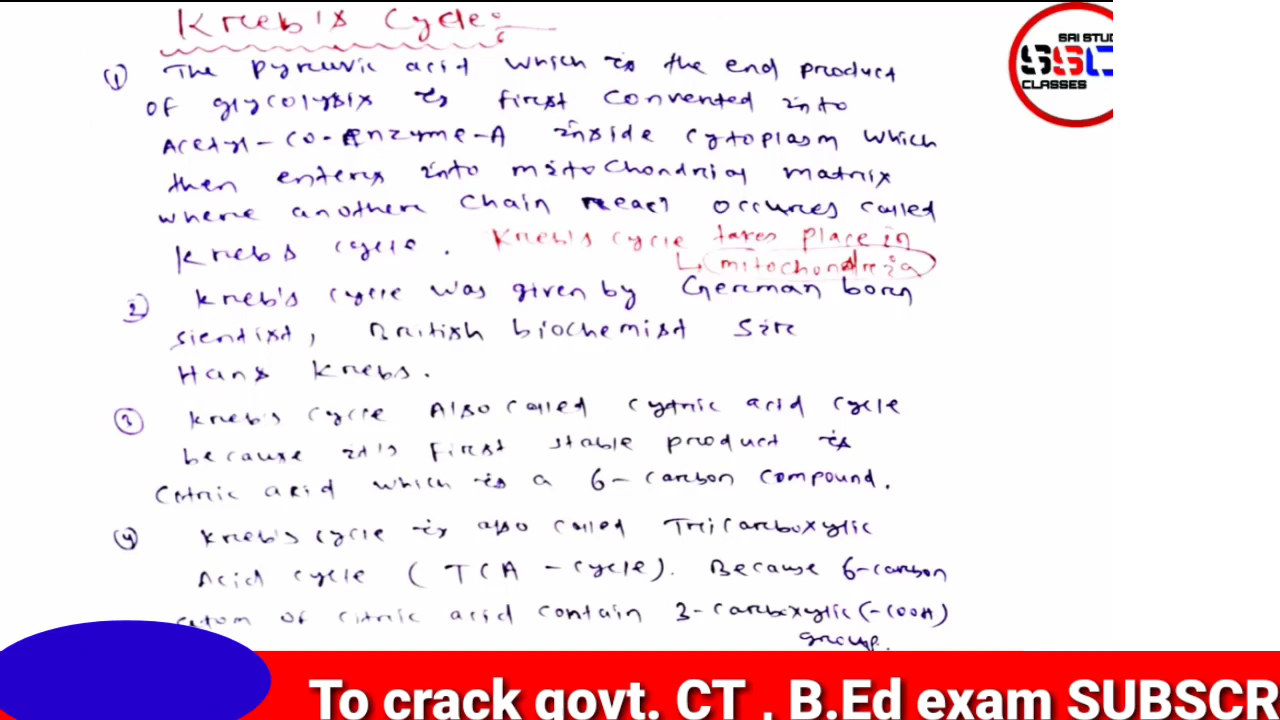 Kreb's Cycle:-
SAI STUD
SSC
CLASSES
① The pyruvic acid which is the end product
of glycolysis is first converted into
Acetyl-co-Enzyme-A inside cytoplasm which
then enters into mitochondrial matrix
where another chain react occures called
Krebs cycle. Kreb's cycle takes place in
mitochondria
② Kreb's cycle was given by German born
sientist, British biochemist Sir
Hans Krebs.
③ Kreb's cycle Also called cytric acid cycle
because it's first stable product is
Citric acid which is a 6-carbon compound.
④ Kreb's cycle is also called Tricarboxylic
Acid cycle (TCA-cycle). Because 6-carbon
atom of citric acid contain 3-carboxylic (-COOH)
group.
To crack govt. CT , B.Ed exam SUBSCR